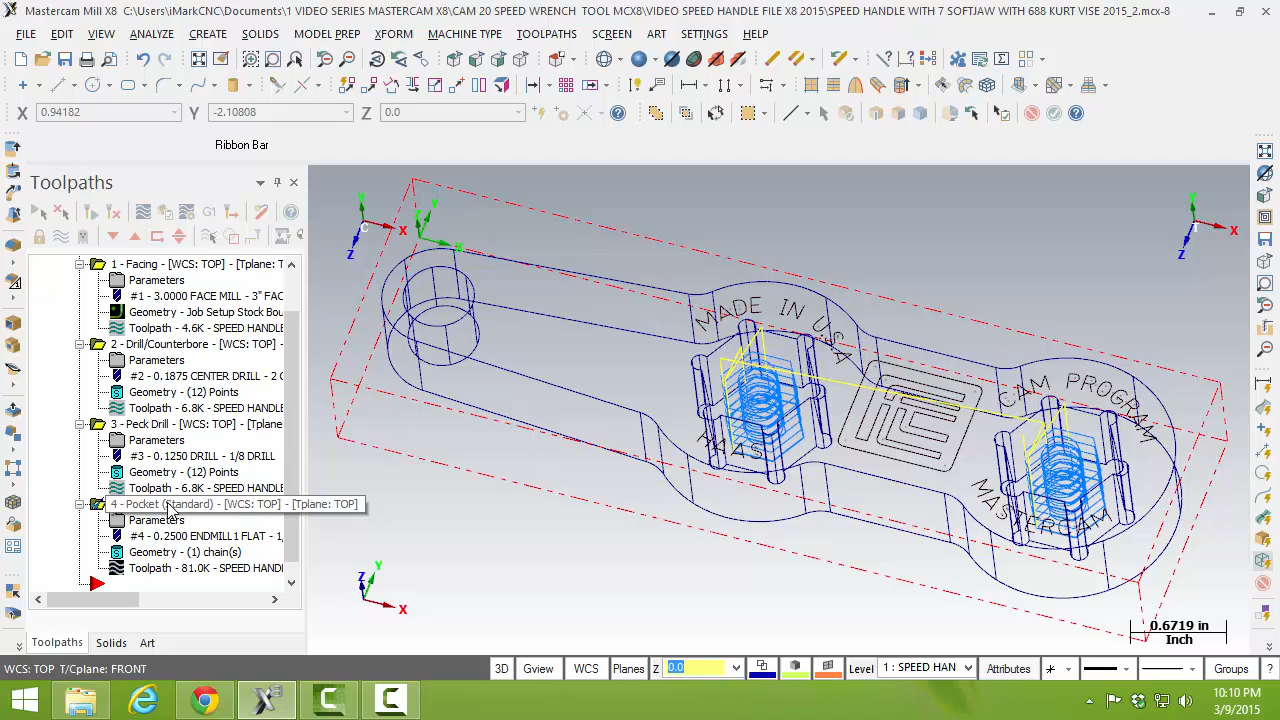 Mastercam Mill X8 C:\Users\iMarkCNC\Documents\1 VIDEO SERIES MASTERCAM X8\CAM 20 SPEED WRENCH TOOL MCX8\VIDEO SPEED HANDLE FILE X8 2015\SPEED HANDLE WITH 7 SOFTJAW WITH 688 KURT VISE 2015_2.mcx-8
FILE EDIT VIEW ANALYZE CREATE SOLIDS MODEL PREP XFORM MACHINE TYPE TOOLPATHS SCREEN ART SETTINGS HELP
X 0.94182 Y -2.10808 Z 0.0
Ribbon Bar
Toolpaths
G1
1 - Facing - [WCS: TOP] - [Tplane: T
Parameters
#1 - 3.0000 FACE MILL - 3" FAC
Geometry - Job Setup Stock Bou
Toolpath - 4.6K - SPEED HANDLE
2 - Drill/Counterbore - [WCS: TOP] -
Parameters
#2 - 0.1875 CENTER DRILL - 2 C
Geometry - (12) Points
Toolpath - 6.8K - SPEED HANDLE
3 - Peck Drill - [WCS: TOP] - [Tplane
Parameters
#3 - 0.1250 DRILL - 1/8 DRILL
Geometry - (12) Points
Toolpath - 6.8K - SPEED HANDLE
4 - Pocket (Standard) - [WCS: TOP] - [Tplane: TOP]
Parameters
#4 - 0.2500 ENDMILL1 FLAT - 1/
Geometry - (1) chain(s)
Toolpath - 81.0K - SPEED HANDL
Toolpaths Solids Art
Y
X
Z
C
Y
X
Y
X
Z
T
MADE IN USA
HAAS
CAM PROGRAM
MASTERCAM
Z
Y
X
0.6719 in
Inch
WCS: TOP T/Cplane: FRONT 3D Gview WCS Planes Z 0.0 Level 1 : SPEED HAN Attributes Groups ?
10:10 PM
3/9/2015